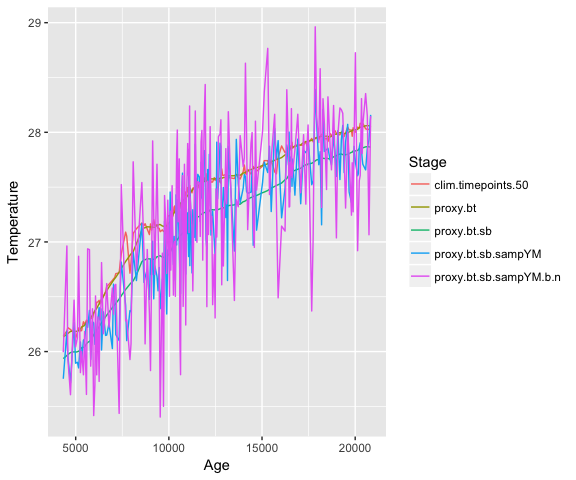 29
28
27
26
Temperature
5000 10000 15000 20000
Age
Stage
clim.timepoints.50
proxy.bt
proxy.bt.sb
proxy.bt.sb.sampYM
proxy.bt.sb.sampYM.b.n